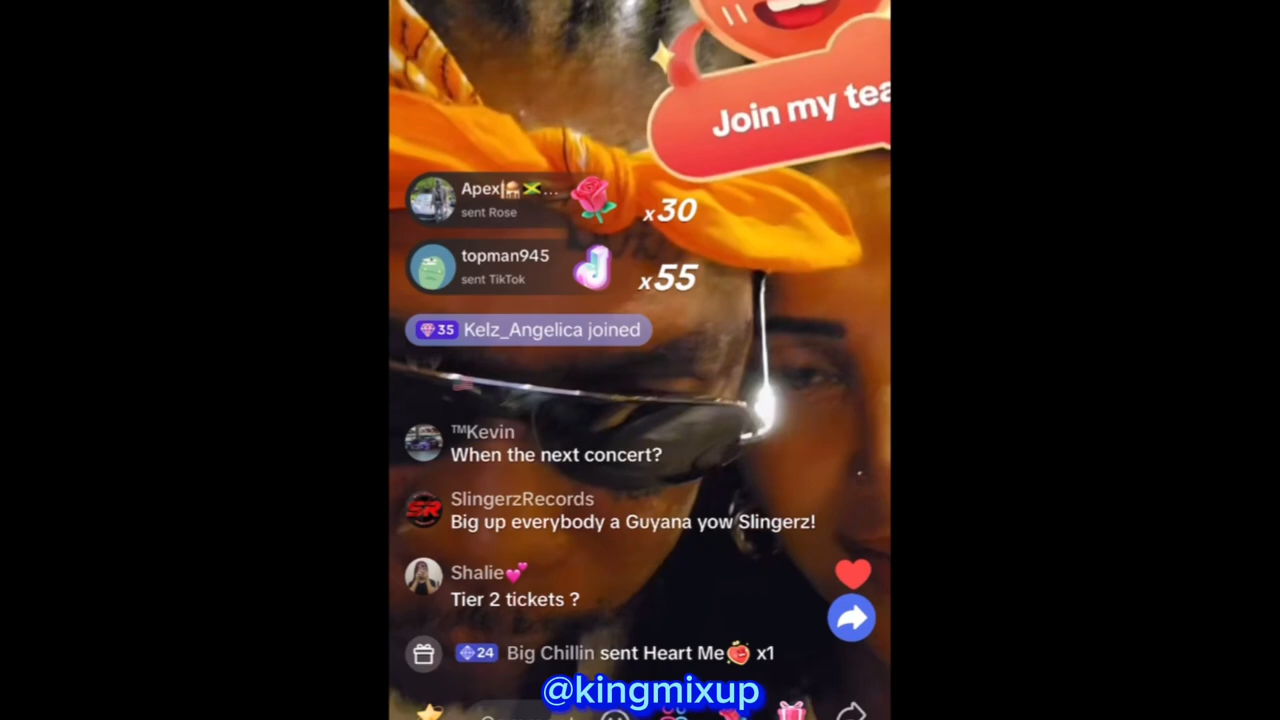 Join my tea
Apex...
sent Rose
x30
topman945
sent TikTok
x55
35 Kelz_Angelica joined
™Kevin
When the next concert?
SR
SlingerzRecords
Big up everybody a Guyana yow Slingerz!
Shalie
Tier 2 tickets ?
24 Big Chillin sent Heart Me x1
@kingmixup